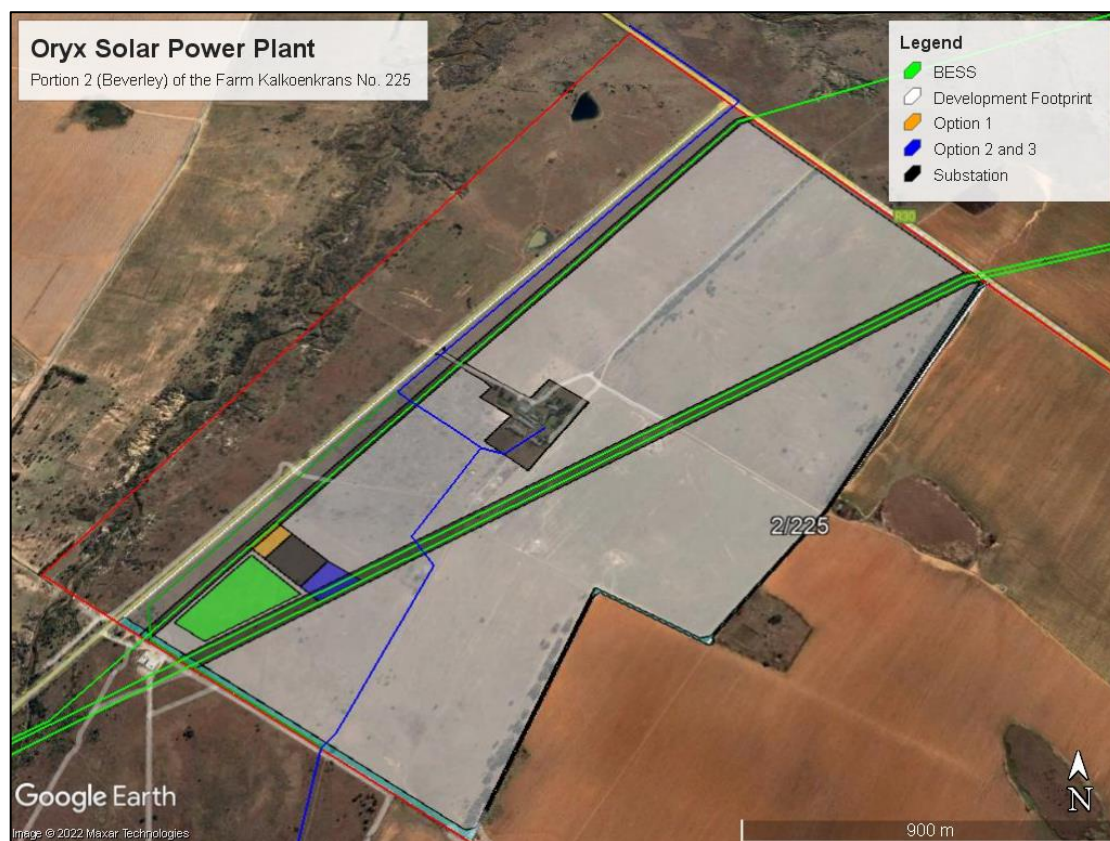 Oryx Solar Power Plant
Portion 2 (Beverley) of the Farm Kalkoenkrans No. 225
Legend
BESS
Development Footprint
Option 1
Option 2 and 3
Substation
R30
2/225
N
Google Earth
Image © 2022 Maxar Technologies
900 m